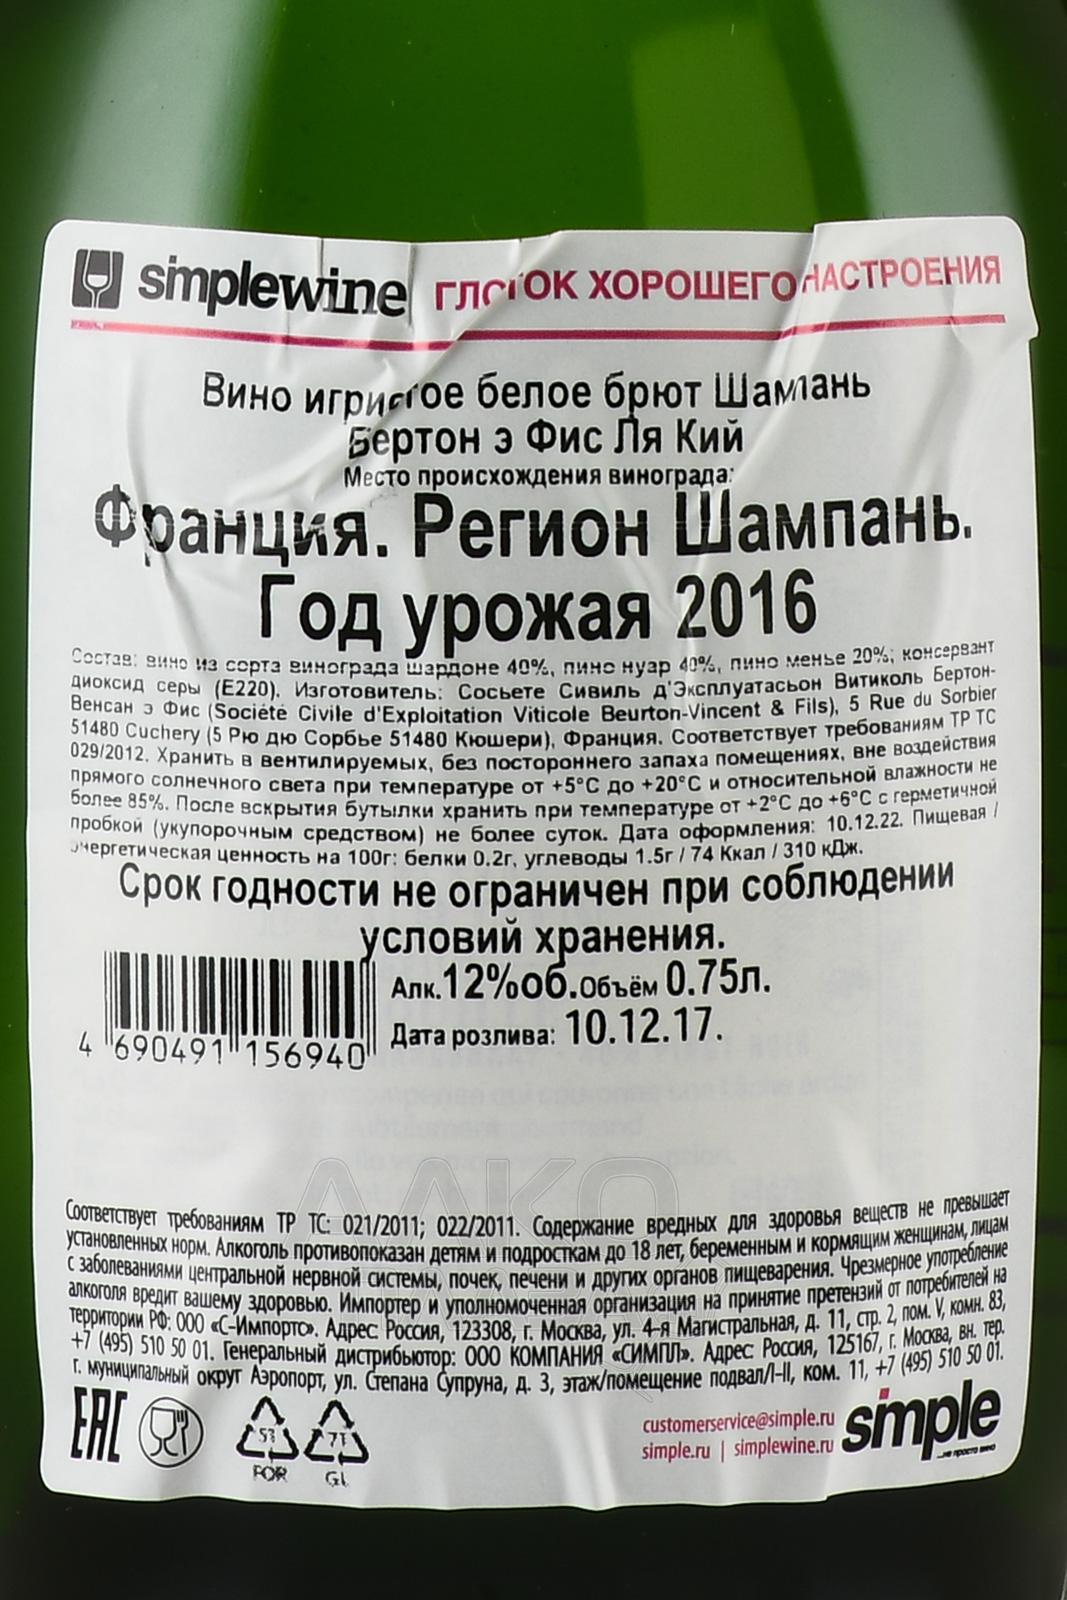 simplewine ГЛОТОК ХОРОШЕГО НАСТРОЕНИЯ
Вино игристое белое брют Шампань
Бертон э Фис Ля Кий
Место происхождения винограда:
Франция. Регион Шампань.
Год урожая 2016
Состав: вино из сорта винограда шардоне 40%, пино нуар 40%, пино менье 20%; консервант
диоксид серы (Е220). Изготовитель: Сосьете Сивиль д'Эксплуатасьон Витиколь Бертон-
Венсан э Фис (Societé Civile d'Exploitation Viticole Beurton-Vincent & Fils), 5 Rue du Sorbier
51480 Cuchery (5 Рю дю Сорбье 51480 Кюшери), Франция. Соответствует требованиям ТР ТС
029/2012. Хранить в вентилируемых, без постороннего запаха помещениях, вне воздействия
прямого солнечного света при температуре от +5°С до +20°С и относительной влажности не
более 85%. После вскрытия бутылки хранить при температуре от +2°С до +6°С с герметичной
пробкой (укупорочным средством) не более суток. Дата оформления: 10.12.22. Пищевая /
энергетическая ценность на 100г: белки 0.2г, углеводы 1.5г / 74 Ккал / 310 кДж.
Срок годности не ограничен при соблюдении
условий хранения.
Алк.12%об.Объём 0.75л.
Дата розлива: 10.12.17.
4 690491 156940
Соответствует требованиям ТР ТС: 021/2011; 022/2011. Содержание вредных для здоровья веществ не превышает
установленных норм. Алкоголь противопоказан детям и подросткам до 18 лет, беременным и кормящим женщинам, лицам
с заболеваниями центральной нервной системы, почек, печени и других органов пищеварения. Чрезмерное употребление
алкоголя вредит вашему здоровью. Импортер и уполномоченная организация на принятие претензий от потребителей на
территории РФ: ООО «С-Импортс». Адрес: Россия, 123308, г. Москва, ул. 4-я Магистральная, д. 11, стр. 2, пом. V, комн. 83,
+7 (495) 510 50 01. Генеральный дистрибьютор: ООО КОМПАНИЯ «СИМПЛ». Адрес: Россия, 125167, г. Москва, вн. тер.
г. муниципальный округ Аэропорт, ул. Степана Супруна, д. 3, этаж/помещение подвал/I-II, ком. 11, +7 (495) 510 50 01.
EAC
51 71
FOR GL
customerservice@simple.ru
simple.ru | simplewine.ru
simple
...не просто вино